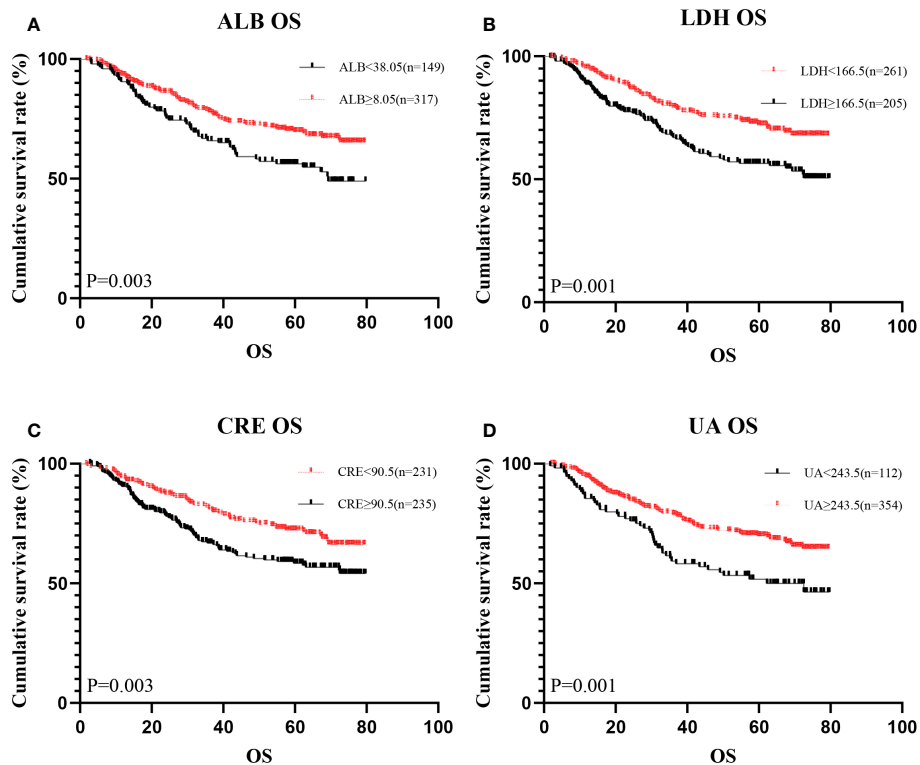 A
ALB OS
Cumulative survival rate (%)
100
50
0
ALB<38.05(n=149)
ALB≥8.05(n=317)
P=0.003
0 20 40 60 80 100
OS
B
LDH OS
Cumulative survival rate (%)
100
50
0
LDH<166.5(n=261)
LDH≥166.5(n=205)
P=0.001
0 20 40 60 80 100
OS
C
CRE OS
Cumulative survival rate (%)
100
50
0
CRE<90.5(n=231)
CRE≥90.5(n=235)
P=0.003
0 20 40 60 80 100
OS
D
UA OS
Cumulative survival rate (%)
100
50
0
UA<243.5(n=112)
UA≥243.5(n=354)
P=0.001
0 20 40 60 80 100
OS